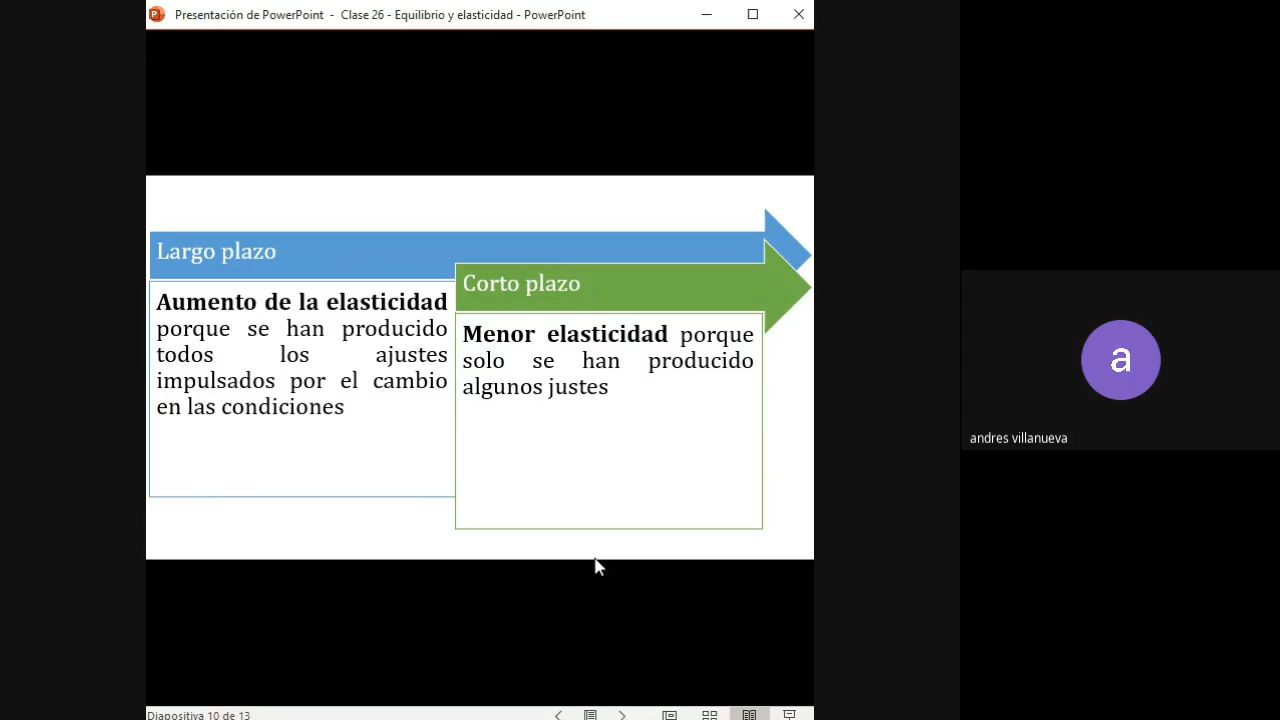 Presentación de PowerPoint - Clase 26 - Equilibrio y elasticidad - PowerPoint
Largo plazo
Aumento de la elasticidad
porque se han producido
todos los ajustes
impulsados por el cambio
en las condiciones
Corto plazo
Menor elasticidad porque
solo se han producido
algunos justes
a
andres villanueva
Diapositiva 10 de 13